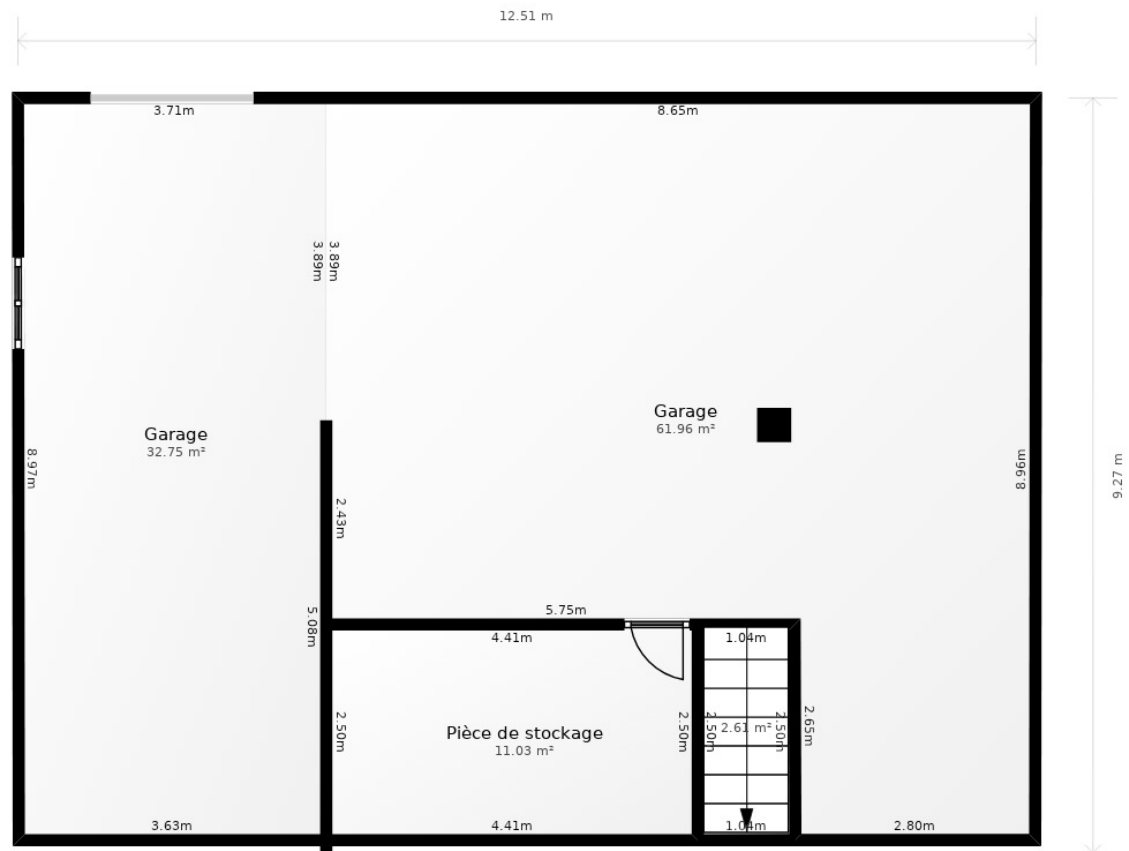 12.51 m
3.71m
8.65m
3.89m
3.89m
Garage
61.96 m²
Garage
32.75 m²
8.97m
8.96m
9.27 m
2.43m
5.08m
5.75m
4.41m
1.04m
2.50m
Pièce de stockage
11.03 m²
2.50m
2.50m
2.61 m²
2.50m
2.65m
3.63m
4.41m
1.04m
2.80m